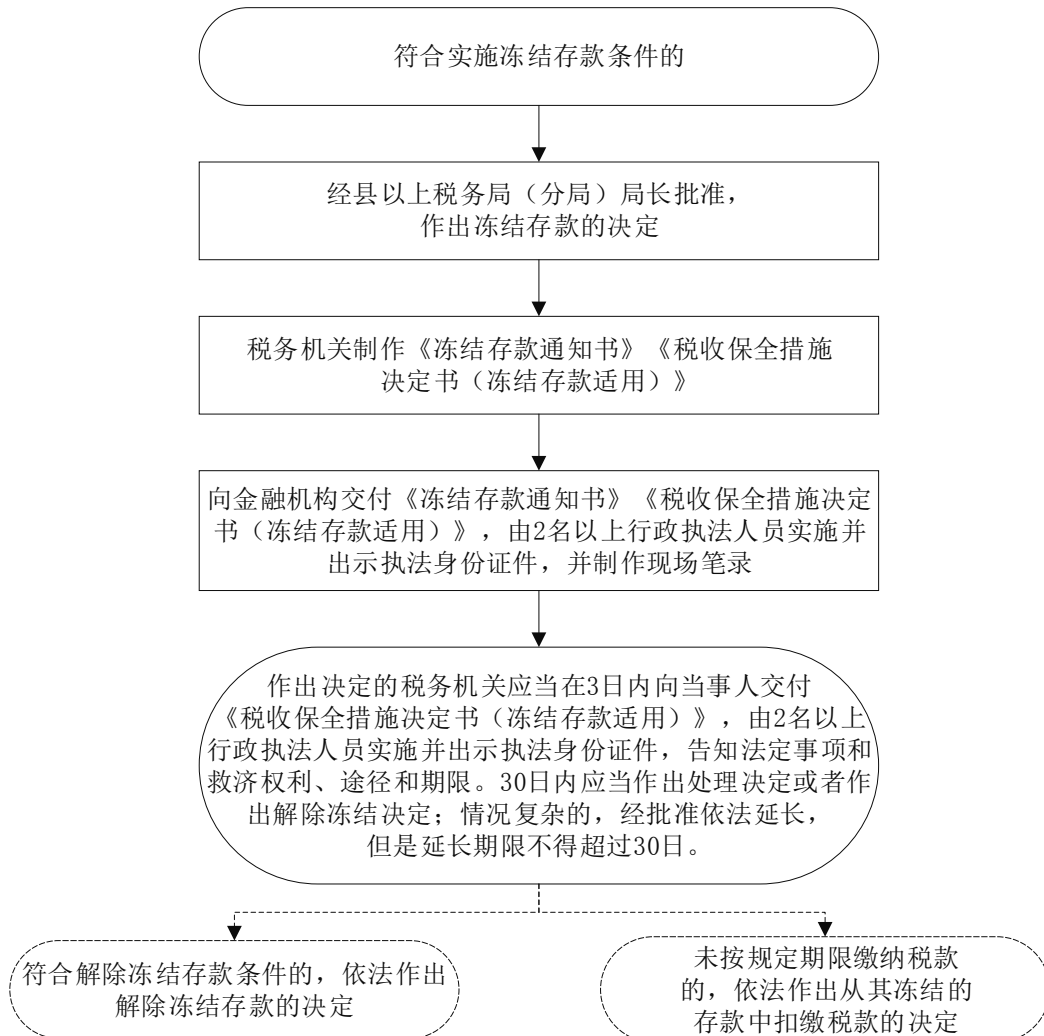 符合实施冻结存款条件的
经县以上税务局（分局）局长批准，
作出冻结存款的决定
税务机关制作《冻结存款通知书》《税收保全措施
决定书（冻结存款适用）》
向金融机构交付《冻结存款通知书》《税收保全措施决定
书（冻结存款适用）》，由2名以上行政执法人员实施并
出示执法身份证件，并制作现场笔录
作出决定的税务机关应当在3日内向当事人交付
《税收保全措施决定书（冻结存款适用）》，由2名以上
行政执法人员实施并出示执法身份证件，告知法定事项和
救济权利、途径和期限。30日内应当作出处理决定或者作
出解除冻结决定；情况复杂的，经批准依法延长，
但是延长期限不得超过30日。
符合解除冻结存款条件的，依法作出
解除冻结存款的决定
未按规定期限缴纳税款
的，依法作出从其冻结的
存款中扣缴税款的决定